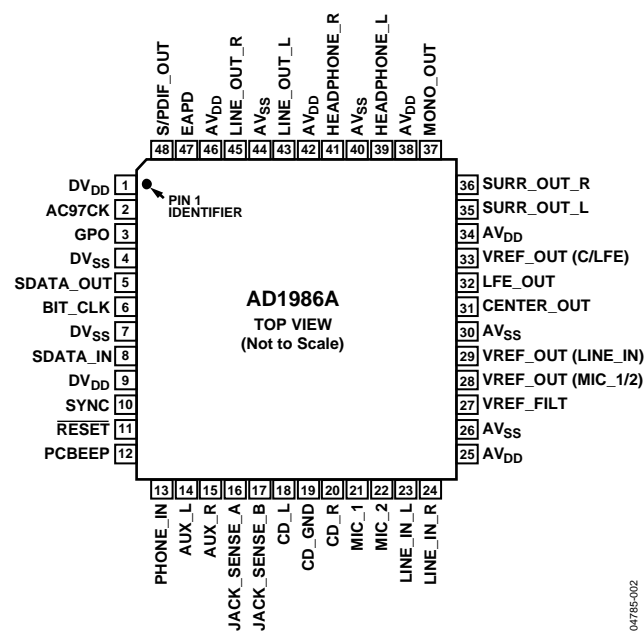 S/PDIF_OUT
EAPD
AVDD
LINE_OUT_R
AVSS
LINE_OUT_L
AVDD
HEADPHONE_R
AVSS
HEADPHONE_L
AVDD
MONO_OUT
48 47 46 45 44 43 42 41 40 39 38 37
DVDD 1
AC97CK 2
GPO 3
DVSS 4
SDATA_OUT 5
BIT_CLK 6
DVSS 7
SDATA_IN 8
DVDD 9
SYNC 10
RESET 11
PCBEEP 12
PIN 1
IDENTIFIER
AD1986A
TOP VIEW
(Not to Scale)
36 SURR_OUT_R
35 SURR_OUT_L
34 AVDD
33 VREF_OUT (C/LFE)
32 LFE_OUT
31 CENTER_OUT
30 AVSS
29 VREF_OUT (LINE_IN)
28 VREF_OUT (MIC_1/2)
27 VREF_FILT
26 AVSS
25 AVDD
13 14 15 16 17 18 19 20 21 22 23 24
PHONE_IN
AUX_L
AUX_R
JACK_SENSE_A
JACK_SENSE_B
CD_L
CD_GND
CD_R
MIC_1
MIC_2
LINE_IN_L
LINE_IN_R
04785-002